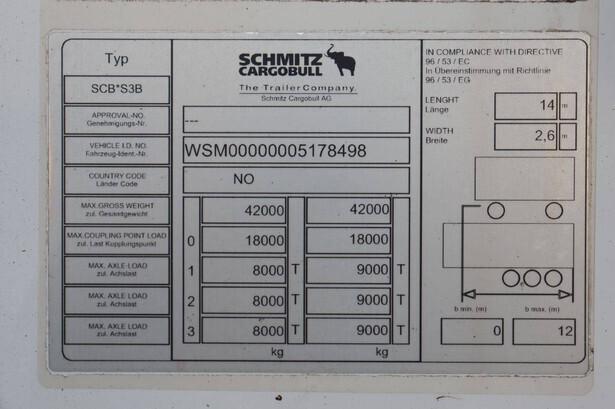 Typ
SCHMITZ
CARGOBULL
The TrailerCompany.
Schmitz Cargobull AG
IN COMPLIANCE WITH DIRECTIVE
96 / 53 / EC
In Übereinstimmung mit Richtlinie
96 / 53 / EG
SCB*S3B
LENGHT
Länge
14 m
WIDTH
Breite
2,6 m
APPROVAL-NO.
Genehmigungs-Nr.
---
VEHICLE I.D. NO.
Fahrzeug-Ident.-Nr.
WSM00000005178498
COUNTRY CODE
Länder Code
NO
MAX.GROSS WEIGHT
zul. Gesamtgewicht
42000 42000
MAX.COUPLING POINT LOAD
zul. Last Kupplungspunkt
0 18000 18000
MAX. AXLE-LOAD
zul. Achslast
1 8000 T 9000 T
MAX. AXLE LOAD
zul. Achslast
2 8000 T 9000 T
MAX. AXLE LOAD
zul. Achslast
3 8000 T 9000 T
kg kg
b min. (m) b max. (m)
0 12